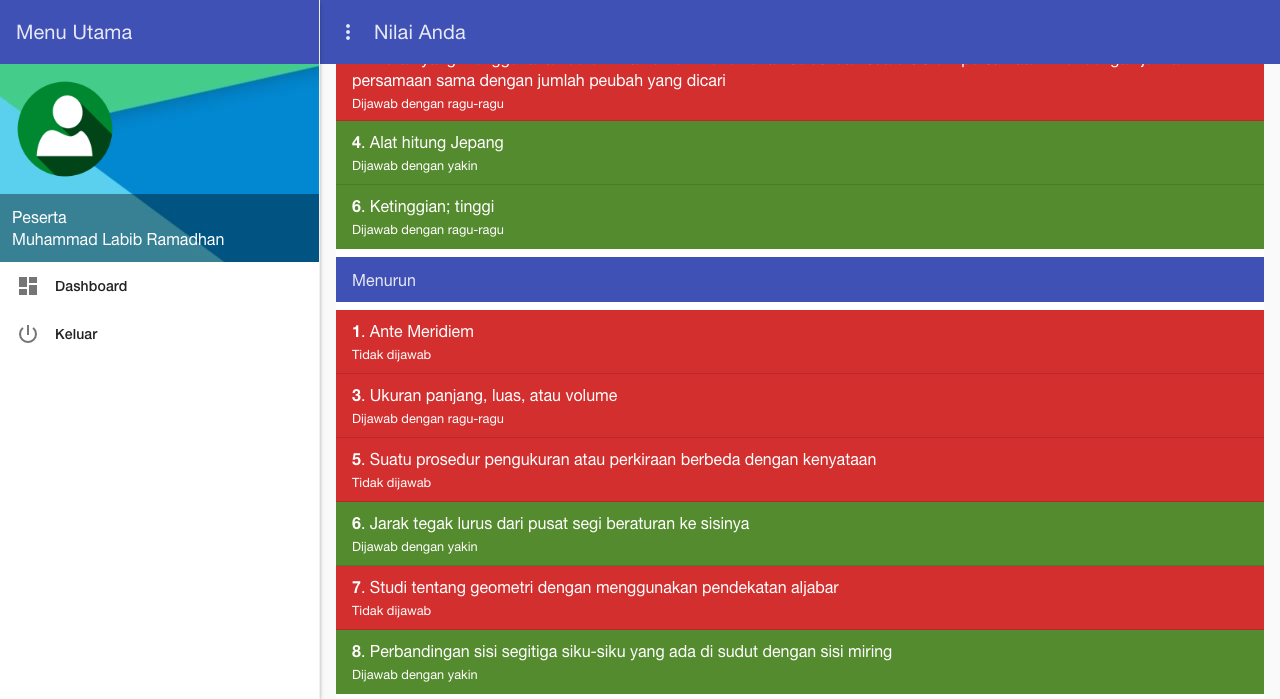 Menu Utama
Nilai Anda
Peserta
Muhammad Labib Ramadhan
Dashboard
Keluar
persamaan sama dengan jumlah peubah yang dicari
Dijawab dengan ragu-ragu
4. Alat hitung Jepang
Dijawab dengan yakin
6. Ketinggian; tinggi
Dijawab dengan ragu-ragu
Menurun
1. Ante Meridiem
Tidak dijawab
3. Ukuran panjang, luas, atau volume
Dijawab dengan ragu-ragu
5. Suatu prosedur pengukuran atau perkiraan berbeda dengan kenyataan
Tidak dijawab
6. Jarak tegak lurus dari pusat segi beraturan ke sisinya
Dijawab dengan yakin
7. Studi tentang geometri dengan menggunakan pendekatan aljabar
Tidak dijawab
8. Perbandingan sisi segitiga siku-siku yang ada di sudut dengan sisi miring
Dijawab dengan yakin